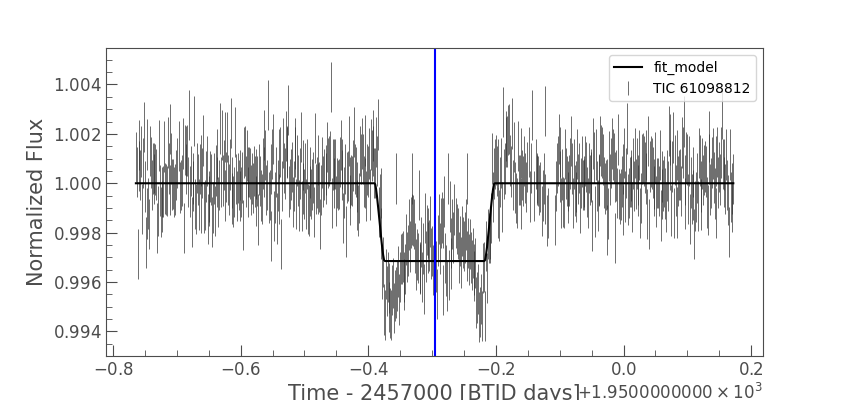 fit_model
TIC 61098812
1.004
1.002
1.000
0.998
0.996
0.994
Normalized Flux
−0.8 −0.6 −0.4 −0.2 0.0 0.2
Time - 2457000 [BTJD days]
+1.9500000000 × 10³